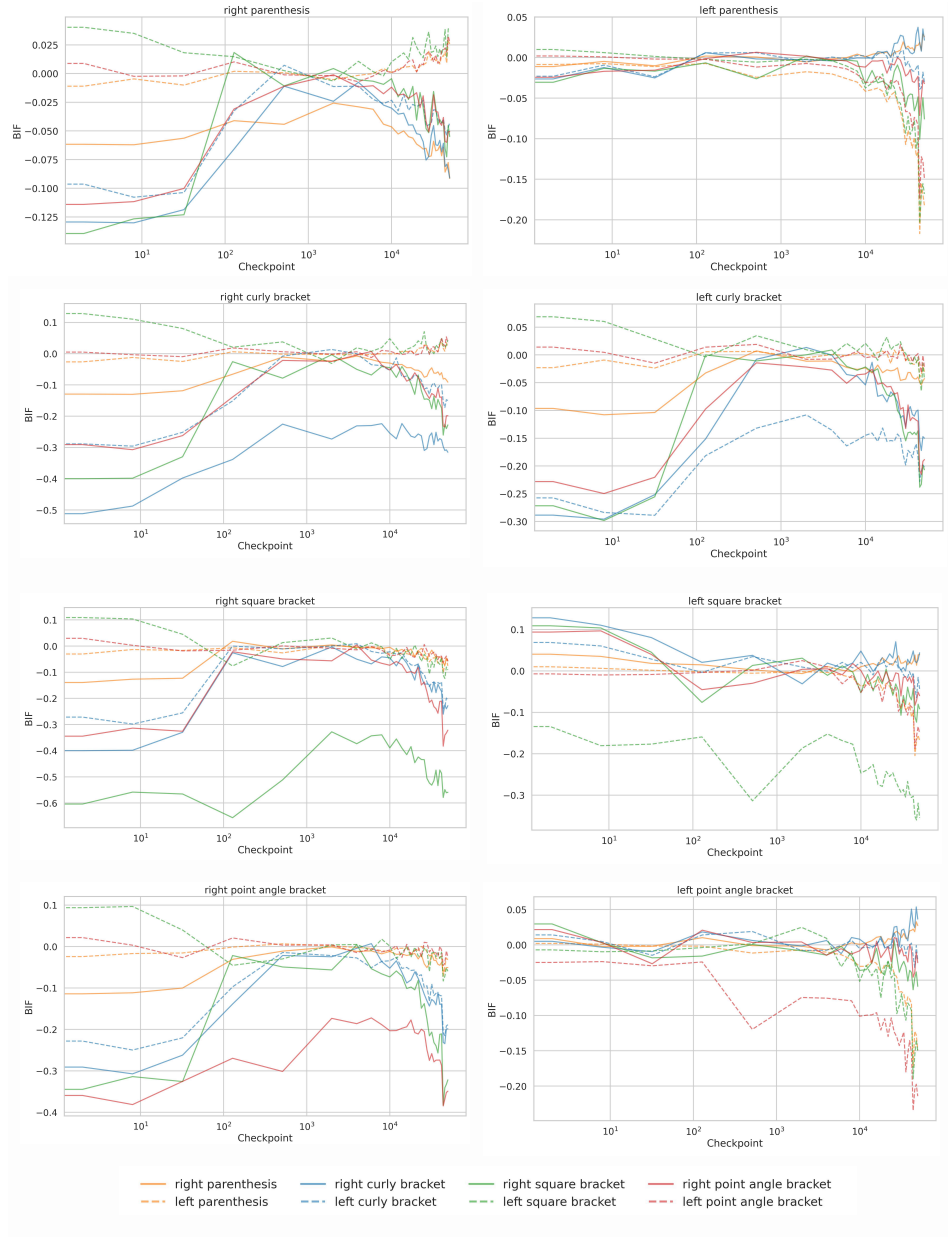 right parenthesis
BIF
0.025
0.000
−0.025
−0.050
−0.075
−0.100
−0.125
10¹ 10² 10³ 10⁴
Checkpoint
left parenthesis
BIF
0.05
0.00
−0.05
−0.10
−0.15
−0.20
10¹ 10² 10³ 10⁴
Checkpoint
right curly bracket
BIF
0.1
0.0
−0.1
−0.2
−0.3
−0.4
−0.5
10¹ 10² 10³ 10⁴
Checkpoint
left curly bracket
BIF
0.05
0.00
−0.05
−0.10
−0.15
−0.20
−0.25
−0.30
10¹ 10² 10³ 10⁴
Checkpoint
right square bracket
BIF
0.1
0.0
−0.1
−0.2
−0.3
−0.4
−0.5
−0.6
10¹ 10² 10³ 10⁴
Checkpoint
left square bracket
BIF
0.1
0.0
−0.1
−0.2
−0.3
10¹ 10² 10³ 10⁴
Checkpoint
right point angle bracket
BIF
0.1
0.0
−0.1
−0.2
−0.3
−0.4
10¹ 10² 10³ 10⁴
Checkpoint
left point angle bracket
BIF
0.05
0.00
−0.05
−0.10
−0.15
−0.20
10¹ 10² 10³ 10⁴
Checkpoint
right parenthesis right curly bracket right square bracket right point angle bracket
left parenthesis left curly bracket left square bracket left point angle bracket